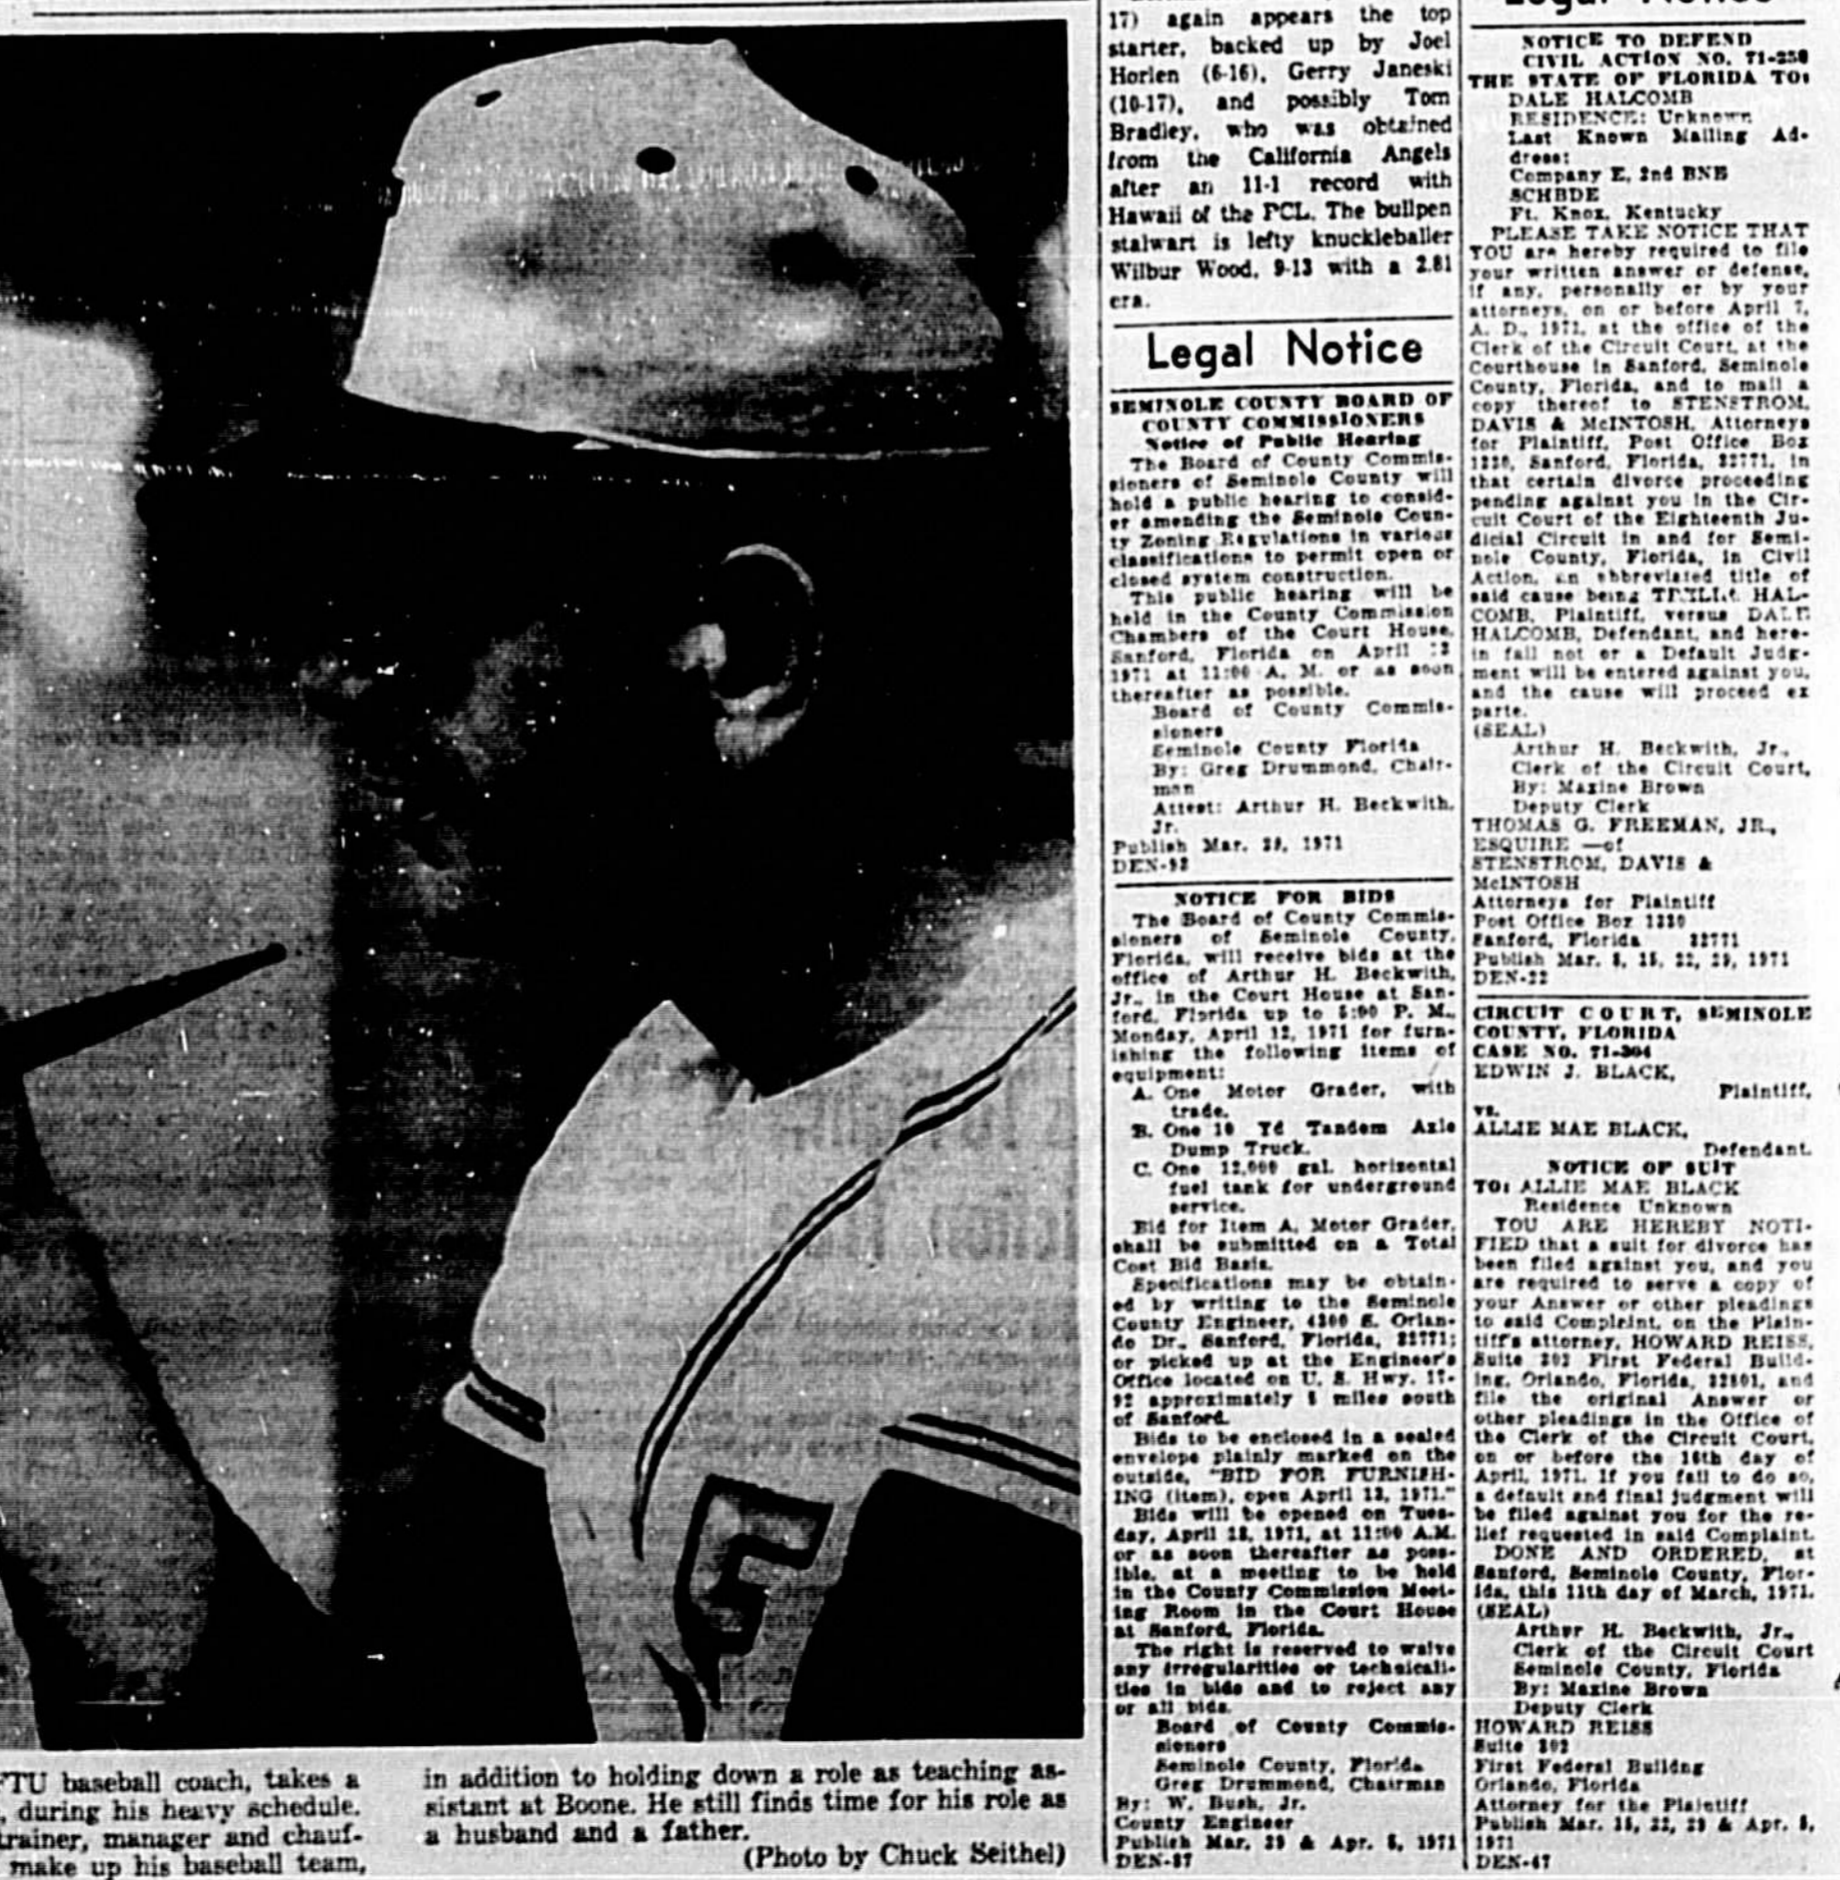 FTU baseball coach, takes a
, during his heavy schedule.
trainer, manager and chauf-
make up his baseball team,
in addition to holding down a role as teaching as-
sistant at Boone. He still finds time for his role as
a husband and a father.
(Photo by Chuck Seithel)
17) again appears the top
starter, backed up by Joel
Horlen (6-16), Gerry Janeski
(10-17), and possibly Tom
Bradley, who was obtained
from the California Angels
after an 11-1 record with
Hawaii of the PCL. The bullpen
stalwart is lefty knuckleballer
Wilbur Wood, 9-13 with a 2.81
era.
Legal Notice
SEMINOLE COUNTY BOARD OF
COUNTY COMMISSIONERS
Notice of Public Hearing
The Board of County Commis-
sioners of Seminole County will
hold a public hearing to consid-
er amending the Seminole Coun-
ty Zoning Regulations in various
classifications to permit open or
closed system construction.
This public hearing will be
held in the County Commission
Chambers of the Court House,
Sanford, Florida on April
1971 at 11:00 A. M. or as soon
thereafter as possible.
Board of County Commis-
sioners
Seminole County Florida
By: Greg Drummond, Chair-
man
Attest: Arthur H. Beckwith,
Jr.
Publish Mar. 29, 1971
DEN-98
NOTICE FOR BIDS
The Board of County Commis-
sioners of Seminole County,
Florida, will receive bids at the
office of Arthur H. Beckwith,
Jr., in the Court House at San-
ford, Florida up to 5:00 P. M.,
Monday, April 12, 1971 for furn-
ishing the following items of
equipment:
A. One Motor Grader, with
trade.
B. One 10 Yd Tandem Axle
Dump Truck.
C. One 12,000 gal. horizontal
fuel tank for underground
service.
Bid for Item A, Motor Grader,
shall be submitted on a Total
Cost Bid Basis.
Specifications may be obtain-
ed by writing to the Seminole
County Engineer, 4300 S. Orlan-
do Dr., Sanford, Florida, 32771;
or picked up at the Engineer's
Office located on U. S. Hwy. 17-
92 approximately 5 miles south
of Sanford.
Bids to be enclosed in a sealed
envelope plainly marked on the
outside, "BID FOR FURNISH-
ING (item), open April 13, 1971."
Bids will be opened on Tues-
day, April 13, 1971, at 11:00 A.M.
or as soon thereafter as poss-
ible, at a meeting to be held
in the County Commission Meet-
ing Room in the Court House
at Sanford, Florida.
The right is reserved to waive
any irregularities or technicali-
ties in bids and to reject any
or all bids.
Board of County Commis-
sioners
Seminole County, Florida
Greg Drummond, Chairman
By: W. Bush, Jr.
County Engineer
Publish Mar. 29 & Apr. 5, 1971
DEN-87
Legal Notice
NOTICE TO DEFEND
CIVIL ACTION NO. 71-258
THE STATE OF FLORIDA TO:
DALE HALCOMB
RESIDENCE: Unknown
Last Known Mailing Ad-
dress:
Company E, 2nd BNE
SCHBDE
Ft. Knox, Kentucky
PLEASE TAKE NOTICE THAT
YOU are hereby required to file
your written answer or defense,
if any, personally or by your
attorneys, on or before April 7,
A. D., 1971, at the office of the
Clerk of the Circuit Court, at the
Courthouse in Sanford, Seminole
County, Florida, and to mail a
copy thereof to STENSTROM,
DAVIS & McINTOSH, Attorneys
for Plaintiff, Post Office Box
1330, Sanford, Florida, 32771, in
that certain divorce proceeding
pending against you in the Cir-
cuit Court of the Eighteenth Ju-
dicial Circuit in and for Semi-
nole County, Florida, in Civil
Action, an abbreviated title of
said cause being HAL-
COMB, Plaintiff, versus DALE
HALCOMB, Defendant, and here-
in fail not or a Default Judg-
ment will be entered against you,
and the cause will proceed ex
parte.
(SEAL)
Arthur H. Beckwith, Jr.,
Clerk of the Circuit Court,
By: Maxine Brown
Deputy Clerk
THOMAS G. FREEMAN, JR.,
ESQUIRE —of
STENSTROM, DAVIS &
McINTOSH
Attorneys for Plaintiff
Post Office Box 1330
Sanford, Florida 32771
Publish Mar. 8, 15, 22, 29, 1971
DEN-22
CIRCUIT COURT, SEMINOLE
COUNTY, FLORIDA
CASE NO. 71-304
EDWIN J. BLACK,
Plaintiff,
vs.
ALLIE MAE BLACK,
Defendant.
NOTICE OF SUIT
TO: ALLIE MAE BLACK
Residence Unknown
YOU ARE HEREBY NOTI-
FIED that a suit for divorce has
been filed against you, and you
are required to serve a copy of
your Answer or other pleadings
to said Complaint, on the Plain-
tiff's attorney, HOWARD REISS,
Suite 202 First Federal Build-
ing, Orlando, Florida, 32801, and
file the original Answer or
other pleadings in the Office of
the Clerk of the Circuit Court,
on or before the 16th day of
April, 1971. If you fail to do so,
a default and final judgment will
be filed against you for the re-
lief requested in said Complaint.
DONE AND ORDERED, at
Sanford, Seminole County, Flor-
ida, this 11th day of March, 1971.
(SEAL)
Arthur H. Beckwith, Jr.,
Clerk of the Circuit Court
Seminole County, Florida
By: Maxine Brown
Deputy Clerk
HOWARD REISS
Suite 202
First Federal Buildng
Orlando, Florida
Attorney for the Plaintiff
Publish Mar. 15, 22, 29 & Apr. 5,
1971
DEN-47